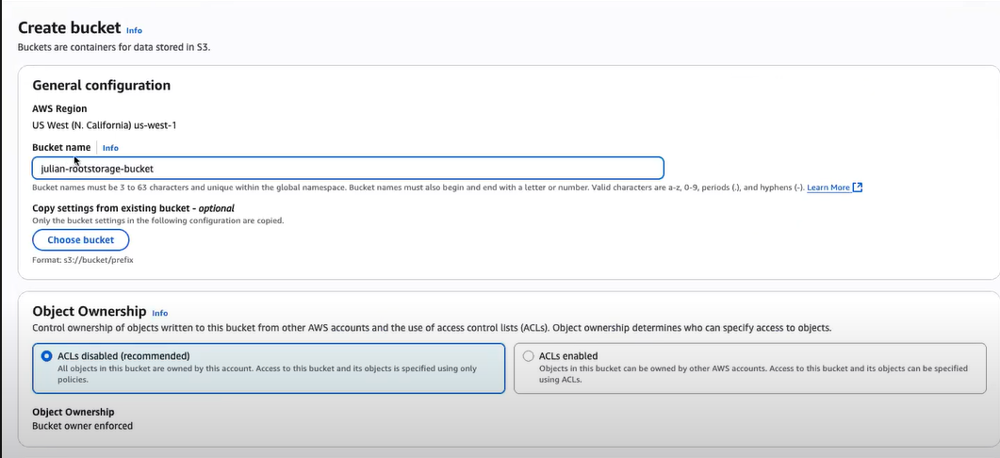 Create bucket Info
Buckets are containers for data stored in S3.
General configuration
AWS Region
US West (N. California) us-west-1
Bucket name Info
julian-rootstorage-bucket
Bucket names must be 3 to 63 characters and unique within the global namespace. Bucket names must also begin and end with a letter or number. Valid characters are a-z, 0-9, periods (.), and hyphens (-). Learn More
Copy settings from existing bucket - optional
Only the bucket settings in the following configuration are copied.
Choose bucket
Format: s3://bucket/prefix
Object Ownership Info
Control ownership of objects written to this bucket from other AWS accounts and the use of access control lists (ACLs). Object ownership determines who can specify access to objects.
ACLs disabled (recommended)
All objects in this bucket are owned by this account. Access to this bucket and its objects is specified using only
policies.
ACLs enabled
Objects in this bucket can be owned by other AWS accounts. Access to this bucket and its objects can be specified
using ACLs.
Object Ownership
Bucket owner enforced